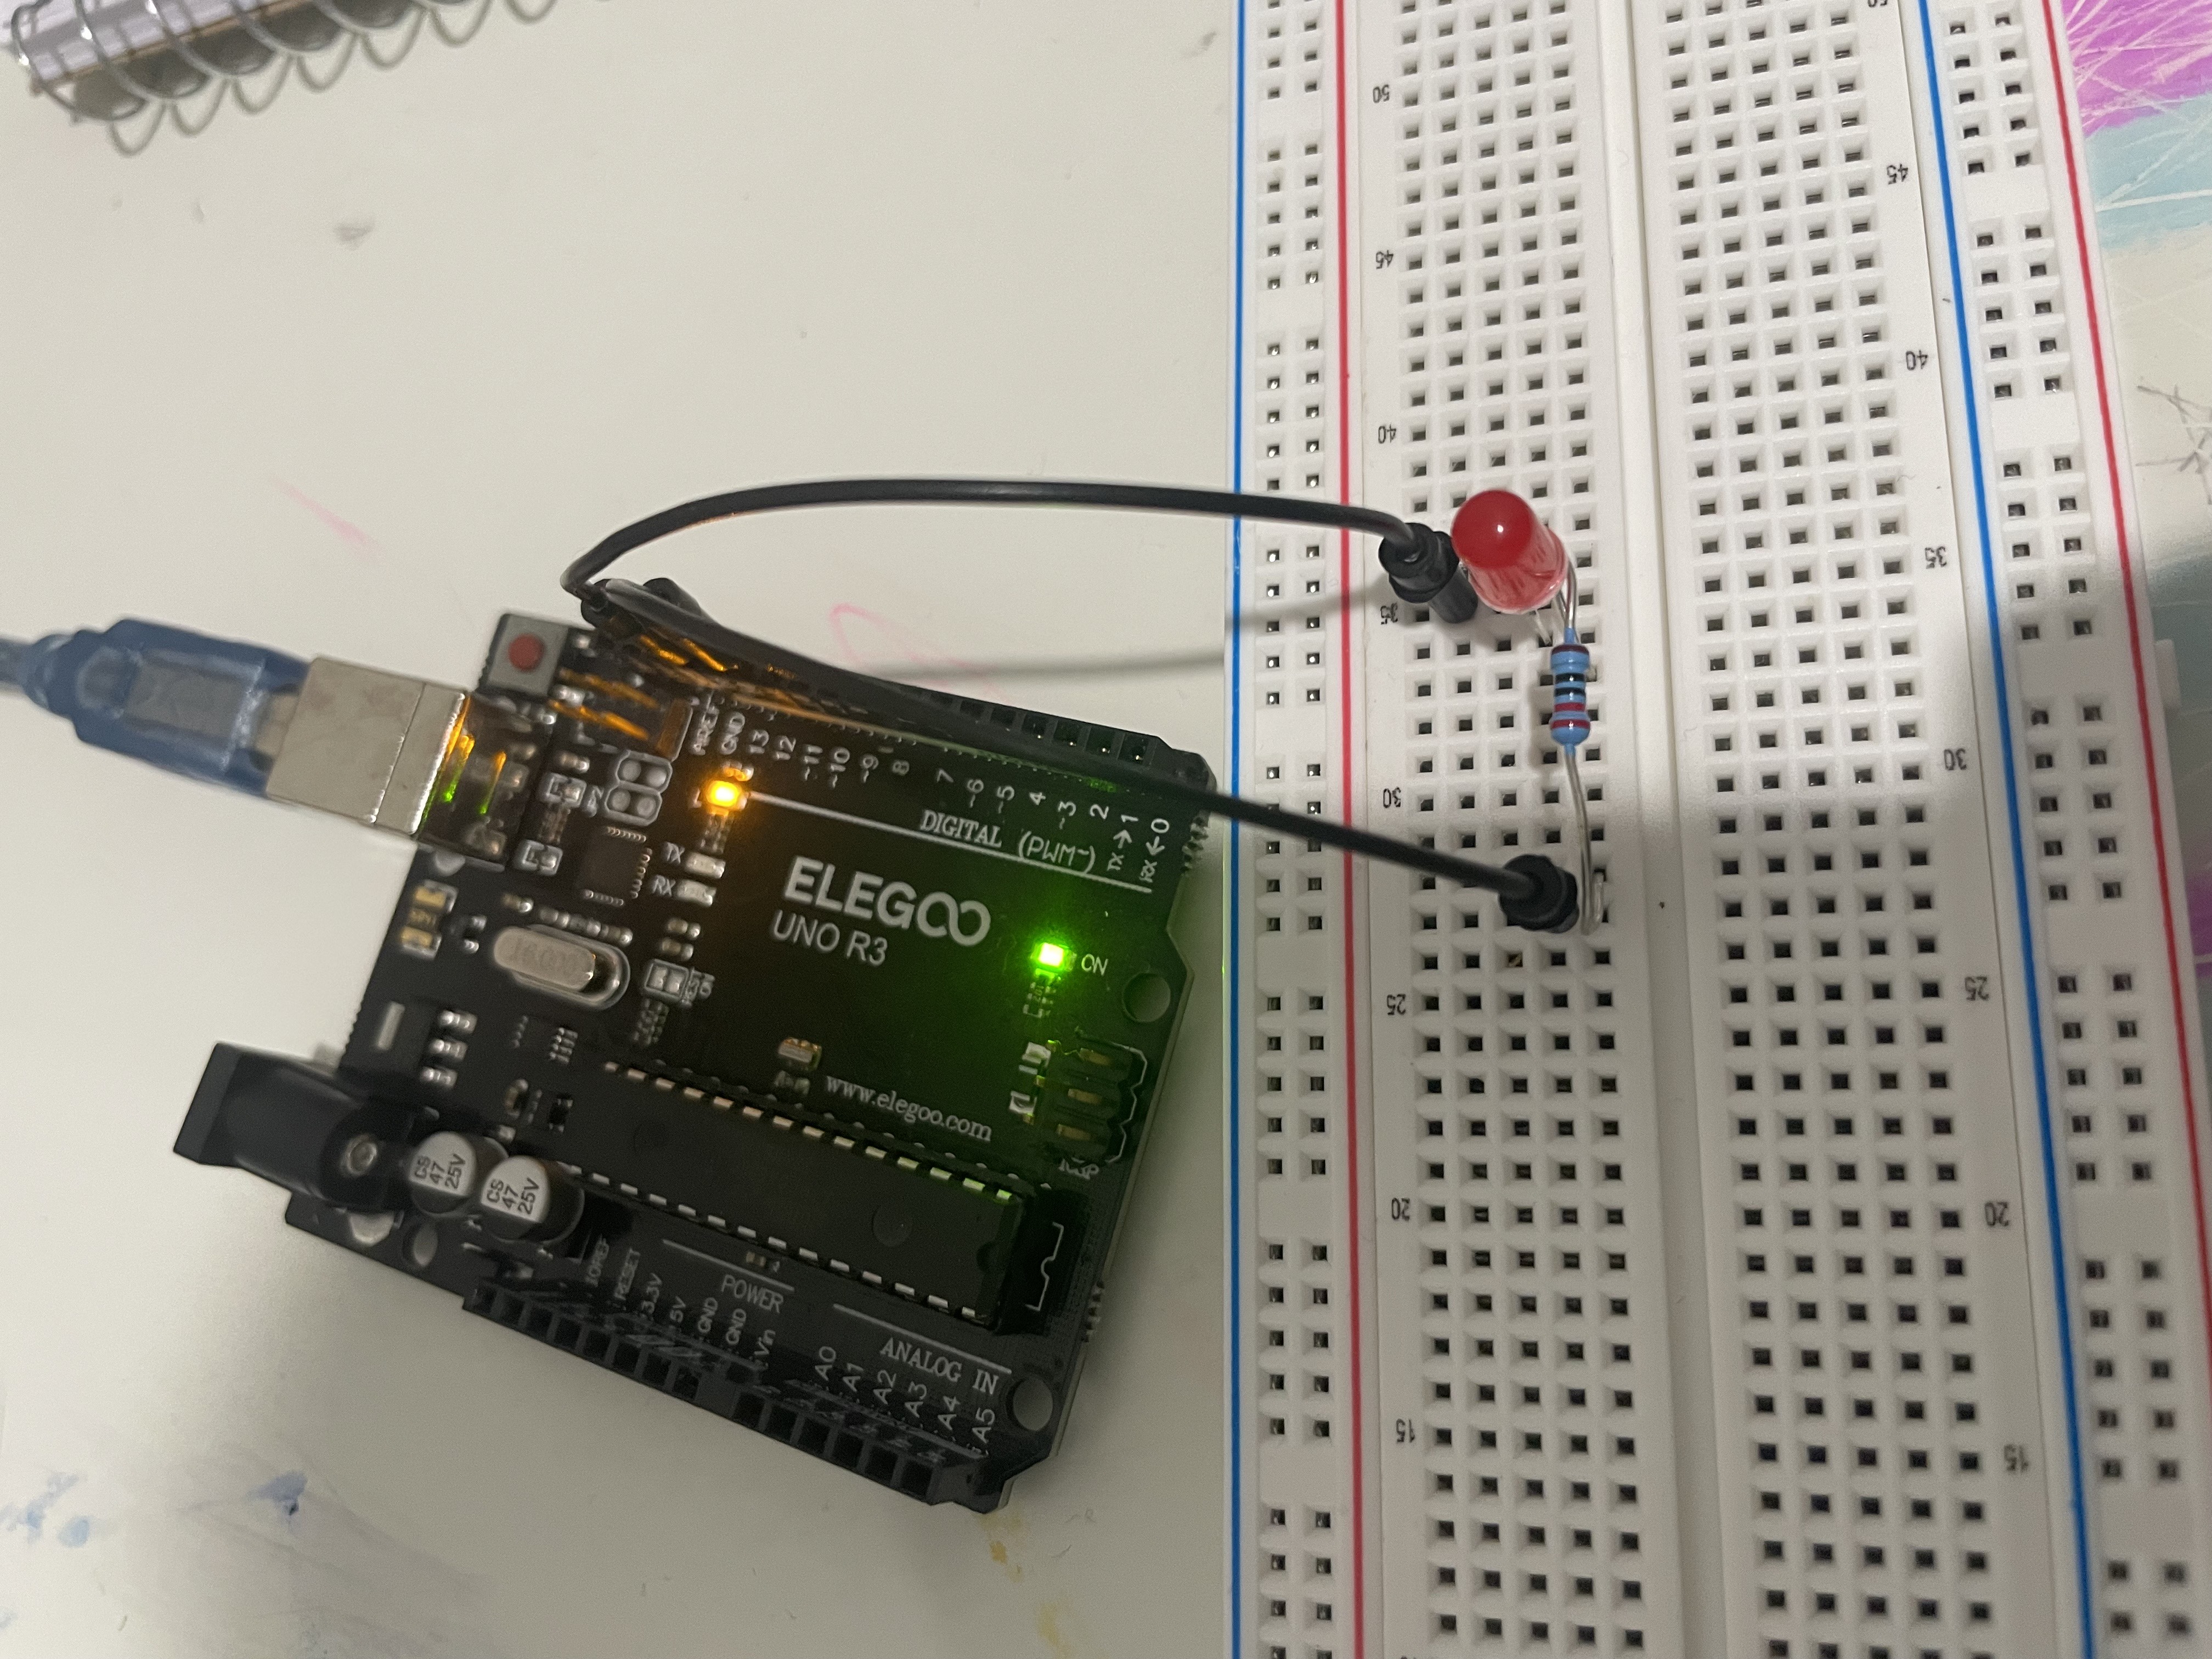 CS
47
25V
CS
47
25V
IOREF
RESET
3.3V
5V
GND
GND
Vin
POWER
A0
A1
A2
A3
A4
A5
ANALOG IN
RX
TX
AREF
GND
13
12
~11
~10
~9
8
7
~6
~5
4
~3
2
TX→1
RX←0
DIGITAL (PWM~)
ELEGOO
UNO R3
www.elegoo.com
ON
15
20
25
30
35
40
45
50
15
20
25
30
35
40
45